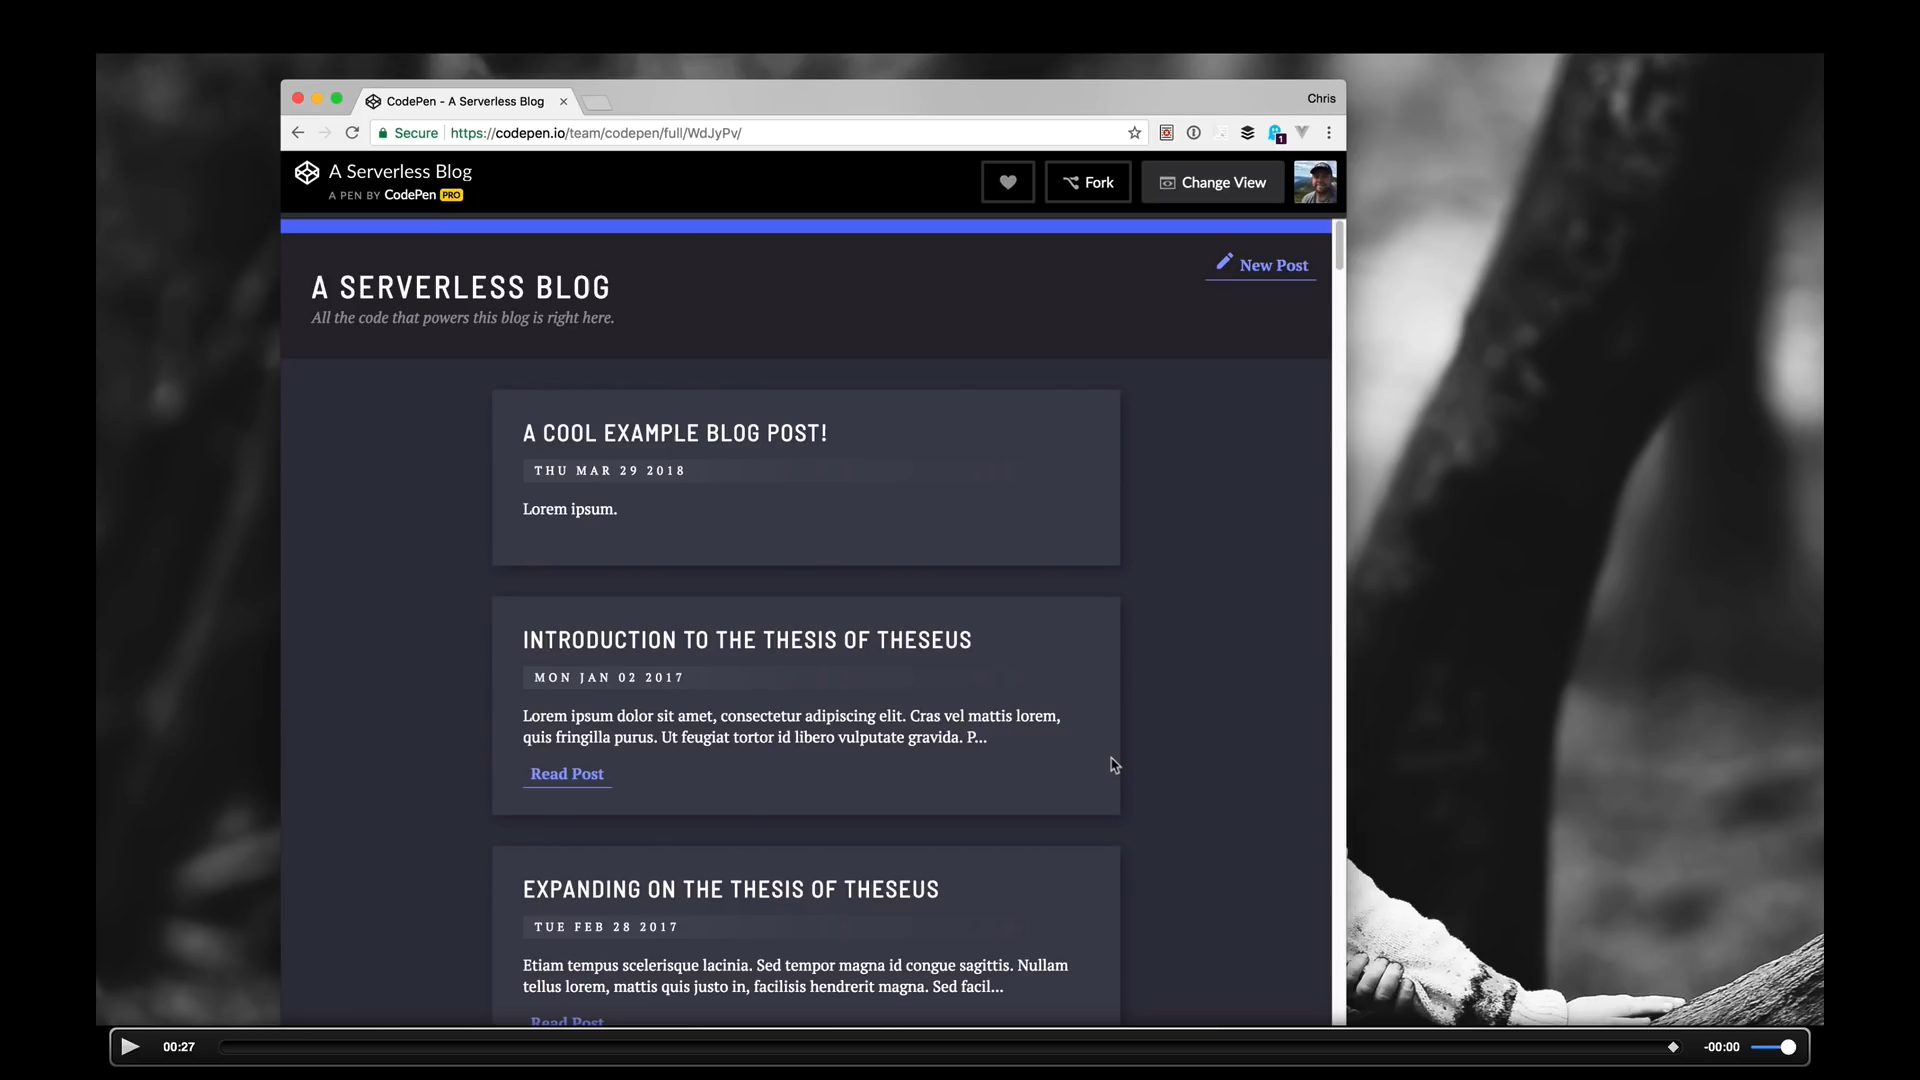 CodePen - A Serverless Blog
Chris
Secure
https://codepen.io/team/codepen/full/WdJyPv/
1
A Serverless Blog
A PEN BY CodePen PRO
Fork
Change View
New Post
A SERVERLESS BLOG
All the code that powers this blog is right here.
A COOL EXAMPLE BLOG POST!
THU MAR 29 2018
Lorem ipsum.
INTRODUCTION TO THE THESIS OF THESEUS
MON JAN 02 2017
Lorem ipsum dolor sit amet, consectetur adipiscing elit. Cras vel mattis lorem,
quis fringilla purus. Ut feugiat tortor id libero vulputate gravida. P...
Read Post
EXPANDING ON THE THESIS OF THESEUS
TUE FEB 28 2017
Etiam tempus scelerisque lacinia. Sed tempor magna id congue sagittis. Nullam
tellus lorem, mattis quis justo in, facilisis hendrerit magna. Sed facil...
Read Post
00:27
-00:00